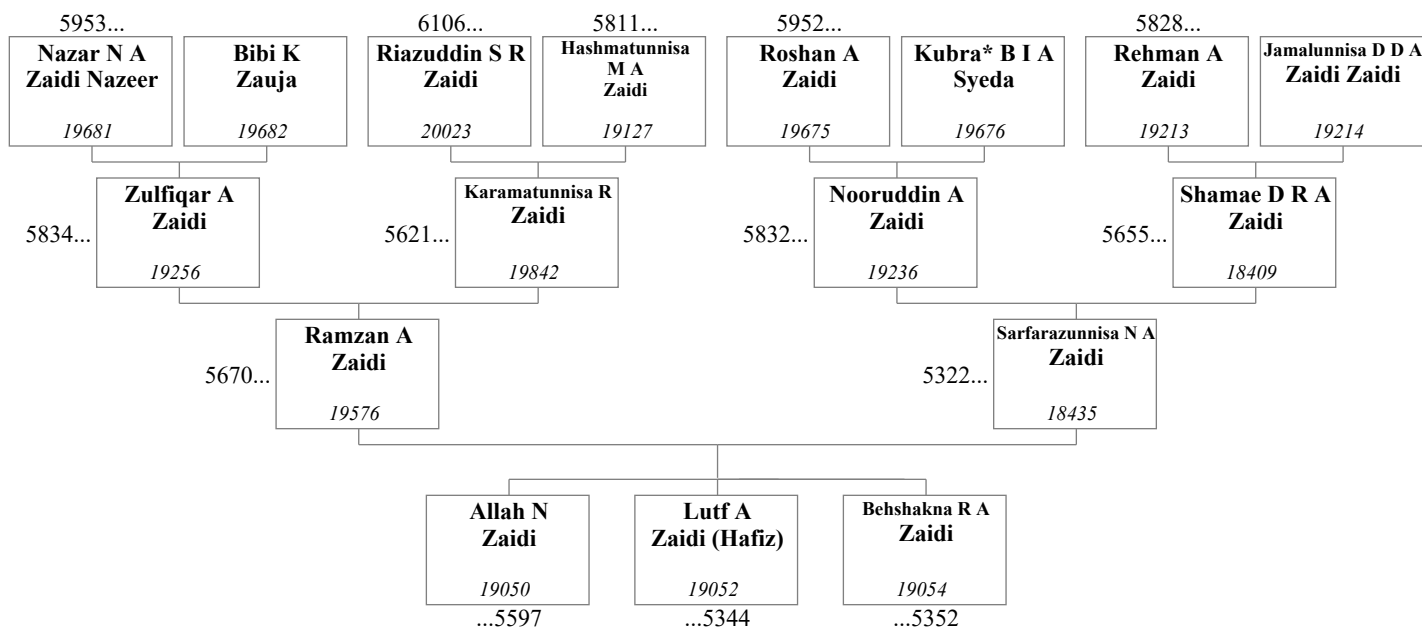 5953...
6106...
5811...
5952...
5828...
Nazar N A
Zaidi Nazeer
19681
Bibi K
Zauja
19682
Riazuddin S R
Zaidi
20023
Hashmatunnisa
M A
Zaidi
19127
Roshan A
Zaidi
19675
Kubra* B I A
Syeda
19676
Rehman A
Zaidi
19213
Jamalunnisa D D A
Zaidi Zaidi
19214
5834...
Zulfiqar A
Zaidi
19256
5621...
Karamatunnisa R
Zaidi
19842
5832...
Nooruddin A
Zaidi
19236
5655...
Shamae D R A
Zaidi
18409
5670...
Ramzan A
Zaidi
19576
5322...
Sarfarazunnisa N A
Zaidi
18435
Allah N
Zaidi
19050
...5597
Lutf A
Zaidi (Hafiz)
19052
...5344
Behshakna R A
Zaidi
19054
...5352